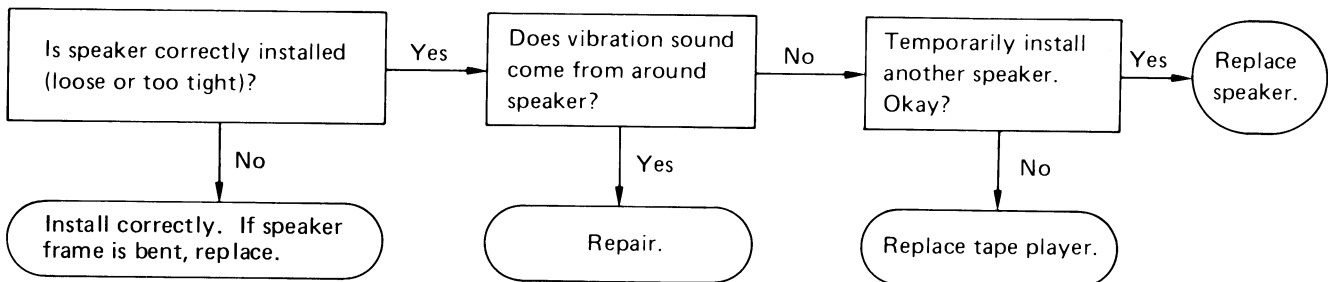 Is speaker correctly installed
(loose or too tight)?
Yes
Does vibration sound
come from around
speaker?
No
Temporarily install
another speaker.
Okay?
Yes
Replace
speaker.
No
Install correctly. If speaker
frame is bent, replace.
Yes
Repair.
No
Replace tape player.